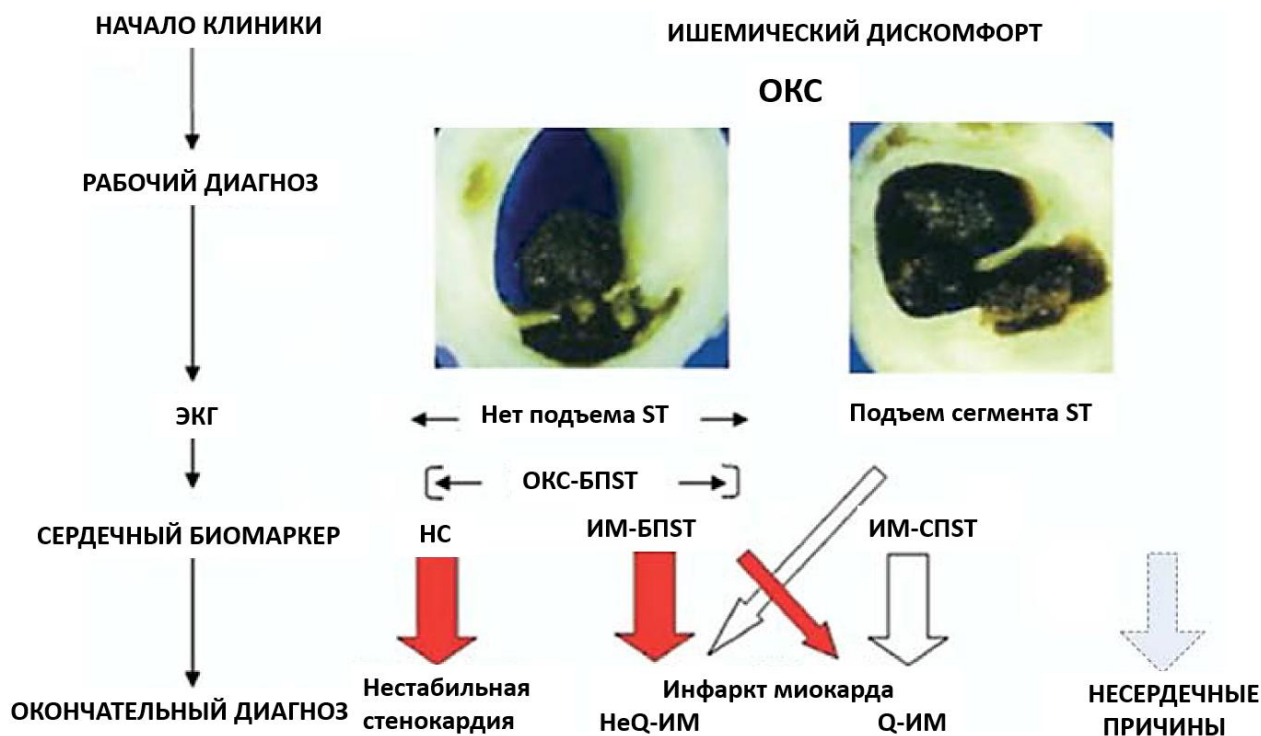 НАЧАЛО КЛИНИКИ
ИШЕМИЧЕСКИЙ ДИСКОМФОРТ
ОКС
РАБОЧИЙ ДИАГНОЗ
ЭКГ
Нет подъема ST
Подъем сегмента ST
ОКС-БПST
СЕРДЕЧНЫЙ БИОМАРКЕР
НС
ИМ-БПST
ИМ-СПST
ОКОНЧАТЕЛЬНЫЙ ДИАГНОЗ
Нестабильная
стенокардия
Инфаркт миокарда
НеQ-ИМ
Q-ИМ
НЕСЕРДЕЧНЫЕ
ПРИЧИНЫ